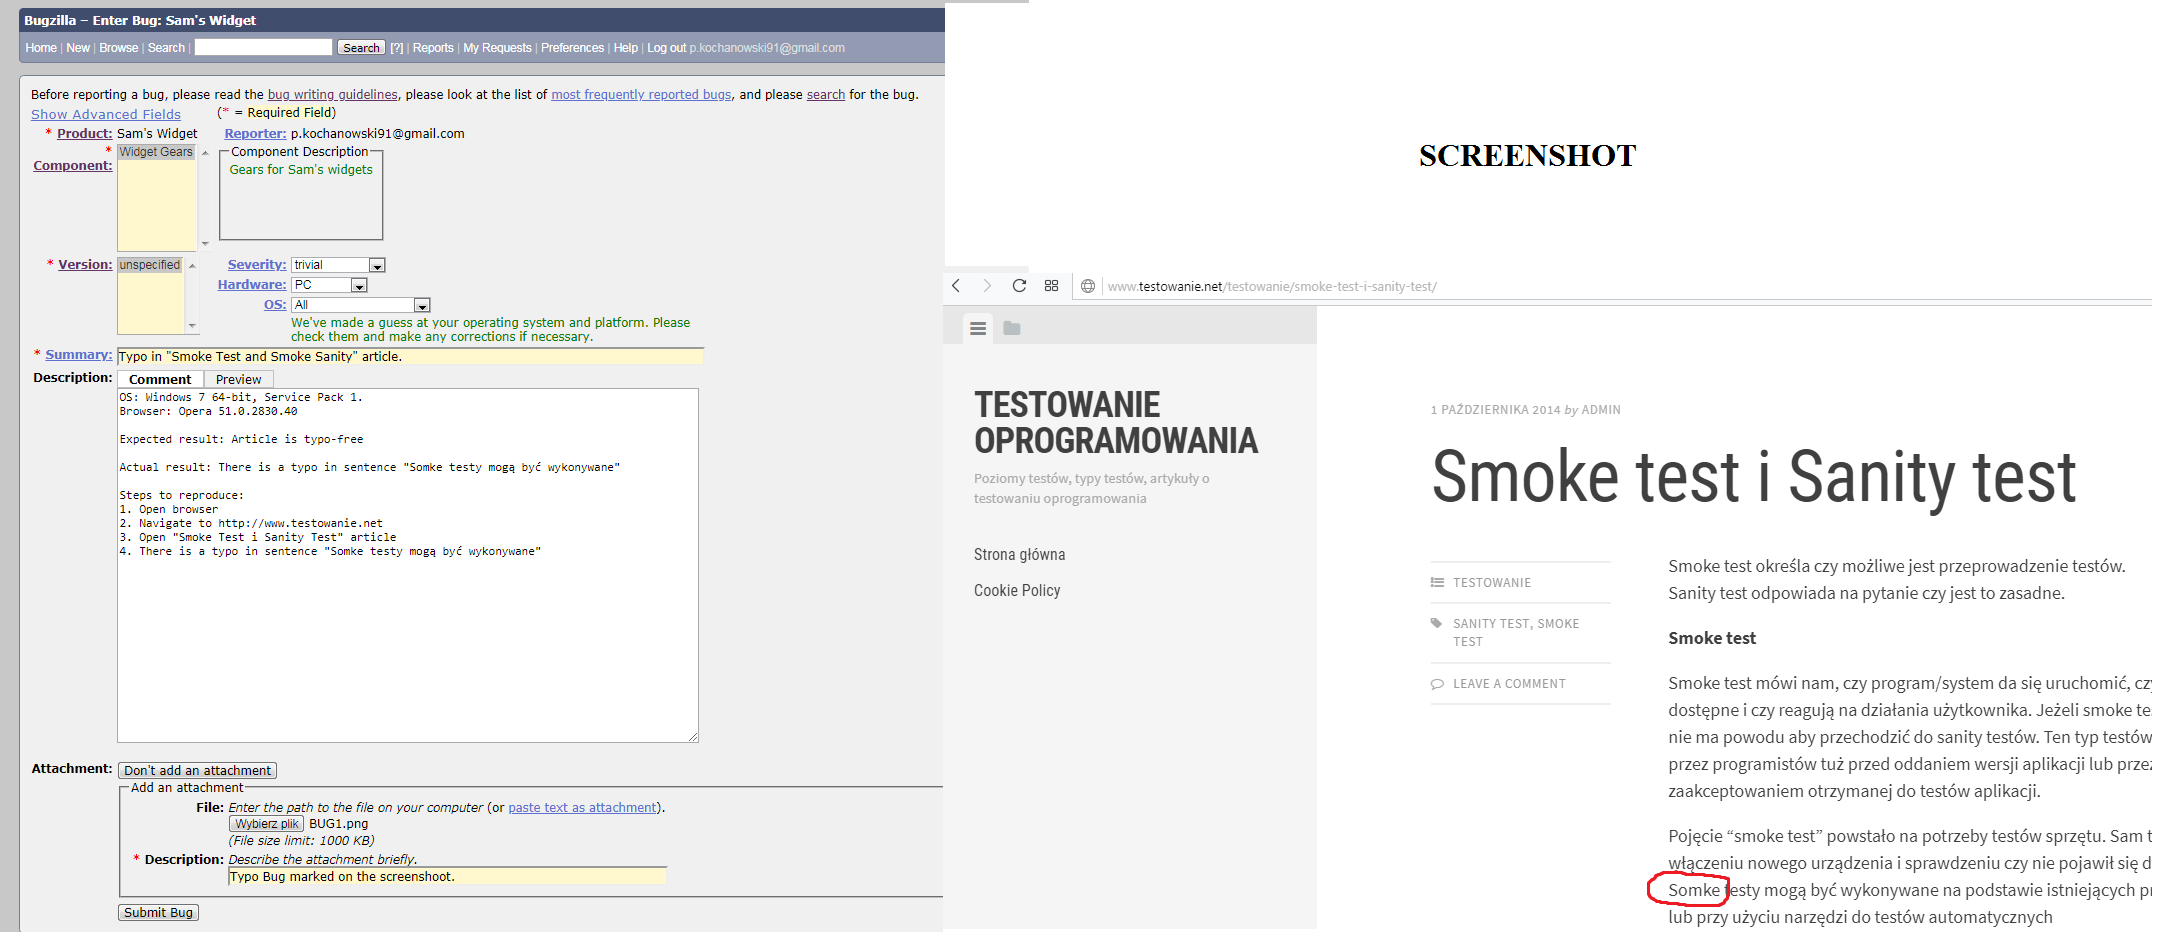 Bugzilla – Enter Bug: Sam's Widget
Home | New | Browse | Search | Search [?] | Reports | My Requests | Preferences | Help | Log out p.kochanowski91@gmail.com
Before reporting a bug, please read the bug writing guidelines, please look at the list of most frequently reported bugs, and please search for the bug.
Show Advanced Fields (* = Required Field)
* Product: Sam's Widget Reporter: p.kochanowski91@gmail.com
* Component: Widget Gears
Component Description
Gears for Sam's widgets
* Version: unspecified Severity: trivial
Hardware: PC
OS: All
We've made a guess at your operating system and platform. Please
check them and make any corrections if necessary.
* Summary: Typo in "Smoke Test and Smoke Sanity" article.
Description: Comment Preview
OS: Windows 7 64-bit, Service Pack 1.
Browser: Opera 51.0.2830.40
Expected result: Article is typo-free
Actual result: There is a typo in sentence "Somke testy mogą być wykonywane"
Steps to reproduce:
1. Open browser
2. Navigate to http://www.testowanie.net
3. Open "Smoke Test i Sanity Test" article
4. There is a typo in sentence "Somke testy mogą być wykonywane"
Attachment: Don't add an attachment
Add an attachment
File: Enter the path to the file on your computer (or paste text as attachment).
Wybierz plik BUG1.png
(File size limit: 1000 KB)
* Description: Describe the attachment briefly.
Typo Bug marked on the screenshoot.
Submit Bug
SCREENSHOT
www.testowanie.net/testowanie/smoke-test-i-sanity-test/
TESTOWANIE
OPROGRAMOWANIA
Poziomy testów, typy testów, artykuły o
testowaniu oprogramowania
Strona główna
Cookie Policy
1 PAŹDZIERNIKA 2014 by ADMIN
Smoke test i Sanity test
TESTOWANIE
SANITY TEST, SMOKE
TEST
LEAVE A COMMENT
Smoke test określa czy możliwe jest przeprowadzenie testów.
Sanity test odpowiada na pytanie czy jest to zasadne.
Smoke test
Smoke test mówi nam, czy program/system da się uruchomić,
dostępne i czy reagują na działania użytkownika. Jeżeli smoke
nie ma powodu aby przechodzić do sanity testów. Ten typ testów
przez programistów tuż przed oddaniem wersji aplikacji lub
zaakceptowaniem otrzymanej do testów aplikacji.
Pojęcie “smoke test” powstało na potrzeby testów sprzętu. Sam
włączeniu nowego urządzenia i sprawdzeniu czy nie pojawił się
Somke testy mogą być wykonywane na podstawie istniejących
lub przy użyciu narzędzi do testów automatycznych